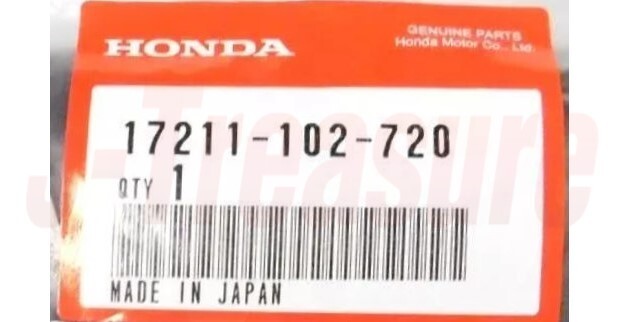 HONDA
GENUINE PARTS
Honda Motor Co., Ltd.
17211-102-720
QTY 1
MADE IN JAPAN
J-Treasure